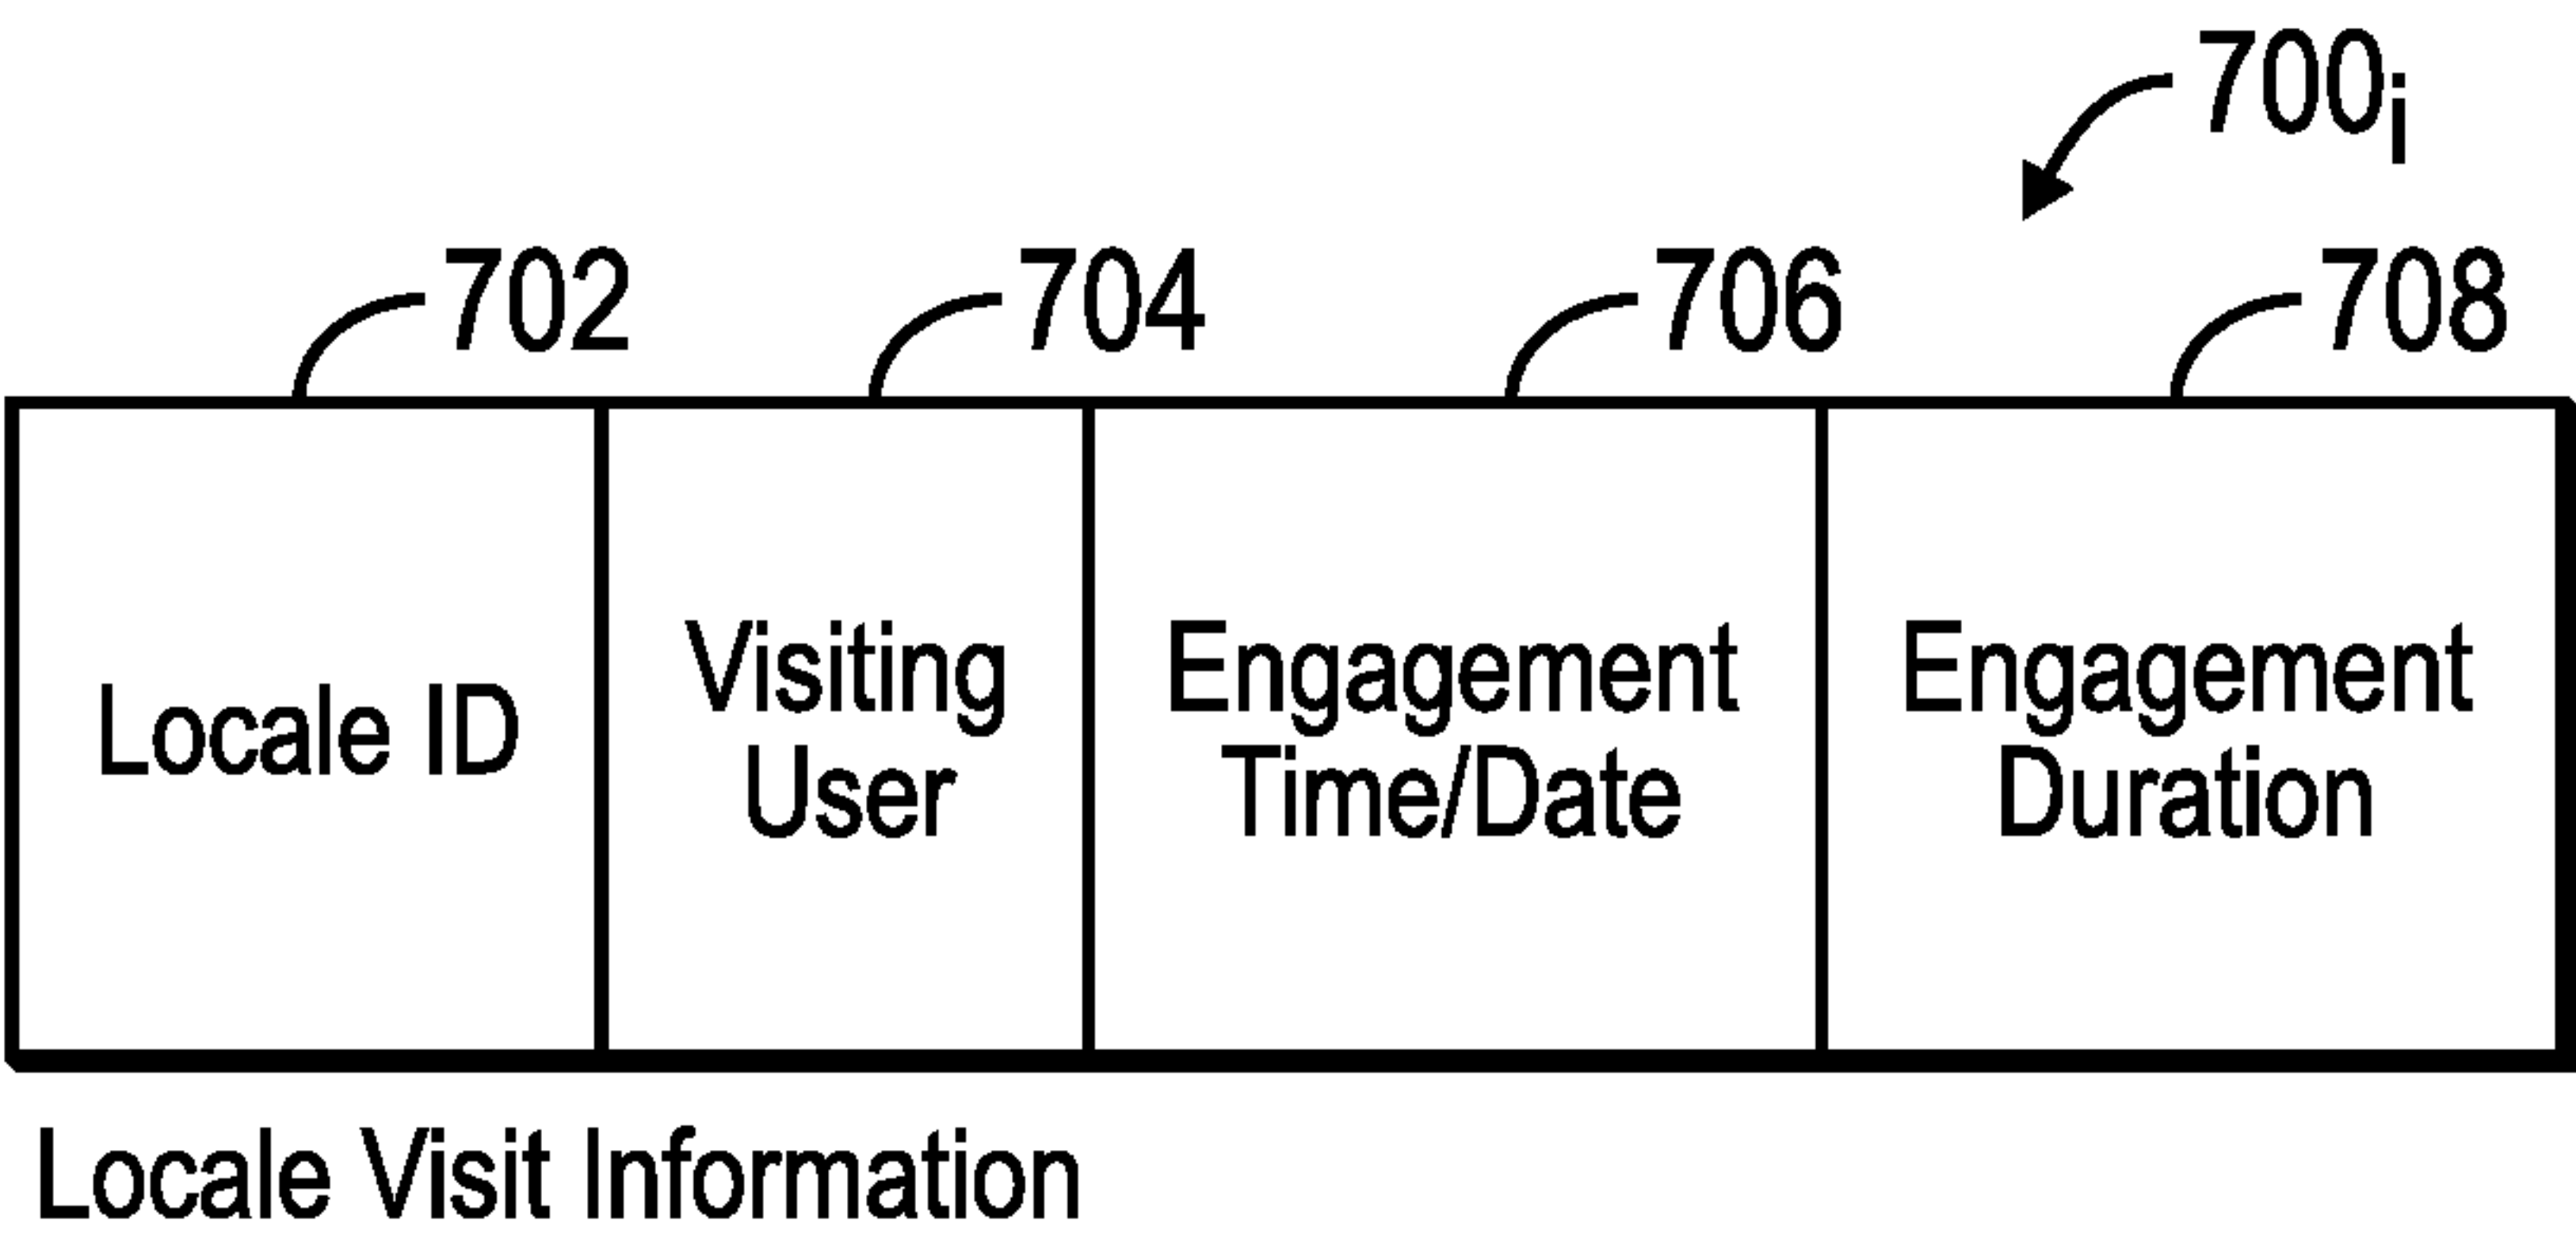 700i
702
704
706
708
Locale ID
Visiting
User
Engagement
Time/Date
Engagement
Duration
Locale Visit Information